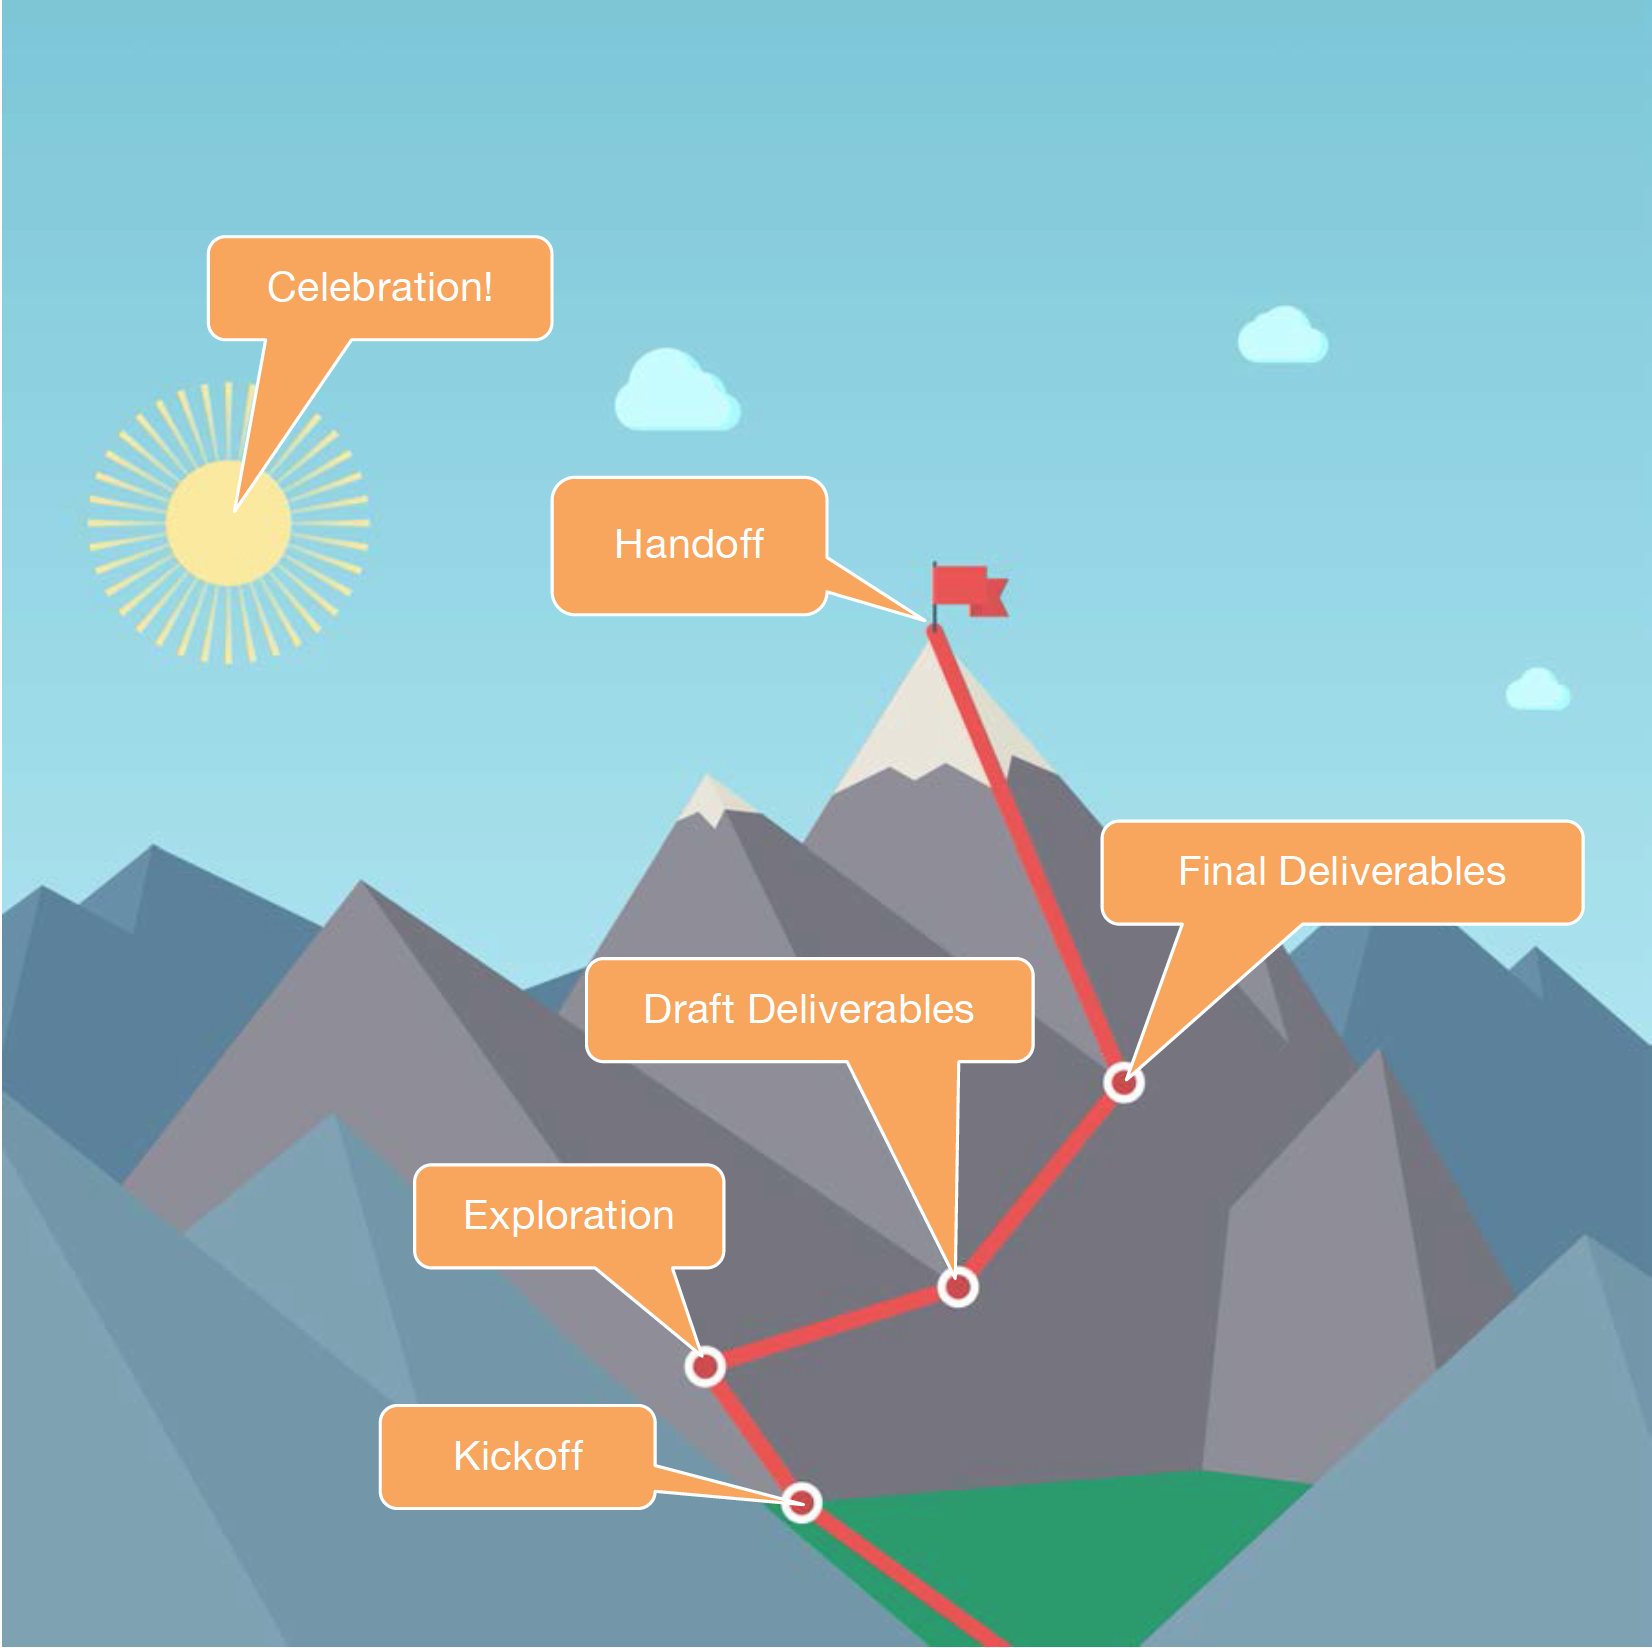 Celebration!
Handoff
Final Deliverables
Draft Deliverables
Exploration
Kickoff